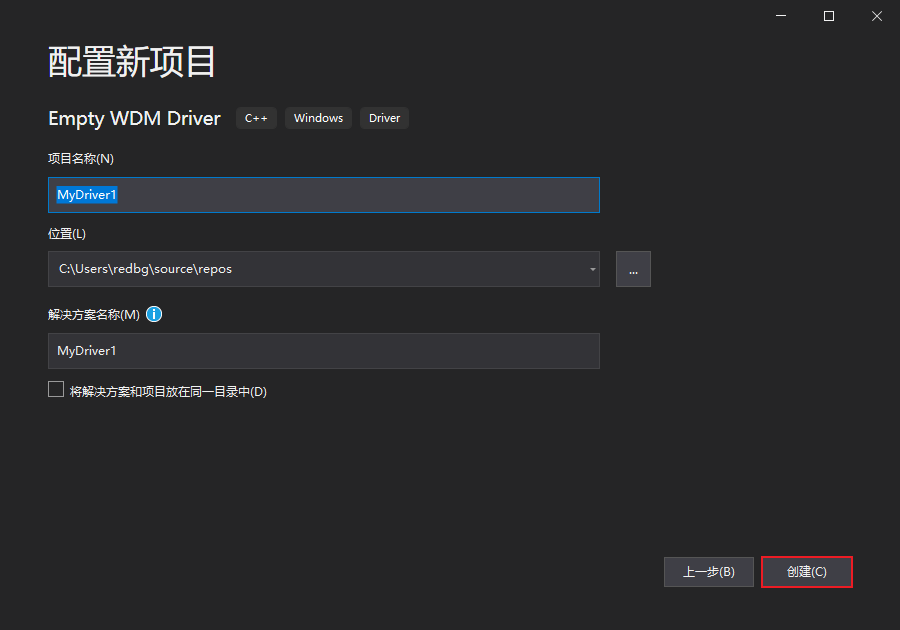 配置新项目
Empty WDM Driver C++ Windows Driver
项目名称(N)
MyDriver1
位置(L)
C:\Users\redbg\source\repos ...
解决方案名称(M)
MyDriver1
将解决方案和项目放在同一目录中(D)
上一步(B) 创建(C)